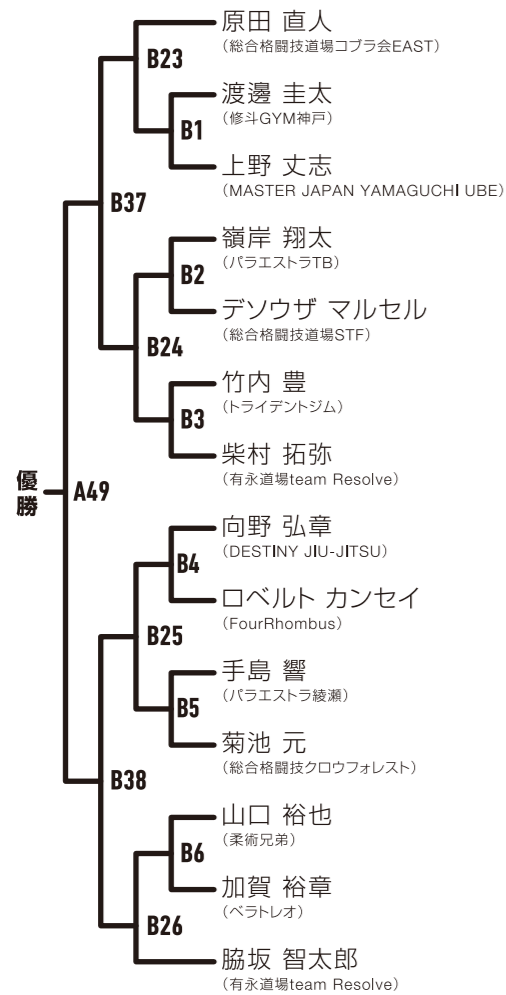 原田 直人
（総合格闘技道場コブラ会EAST）
B23
渡邊 圭太
（修斗GYM神戸）
B1
上野 丈志
（MASTER JAPAN YAMAGUCHI UBE）
B37
嶺岸 翔太
（パラエストラTB）
B2
デソウザ マルセル
（総合格闘技道場STF）
B24
竹内 豊
（トライデントジム）
B3
柴村 拓弥
（有永道場team Resolve）
優勝
A49
向野 弘章
（DESTINY JIU-JITSU）
B4
ロベルト カンセイ
（FourRhombus）
B25
手島 響
（パラエストラ綾瀬）
B5
菊池 元
（総合格闘技クロウフォレスト）
B38
山口 裕也
（柔術兄弟）
B6
加賀 裕章
（ベラトレオ）
B26
脇坂 智太郎
（有永道場team Resolve）